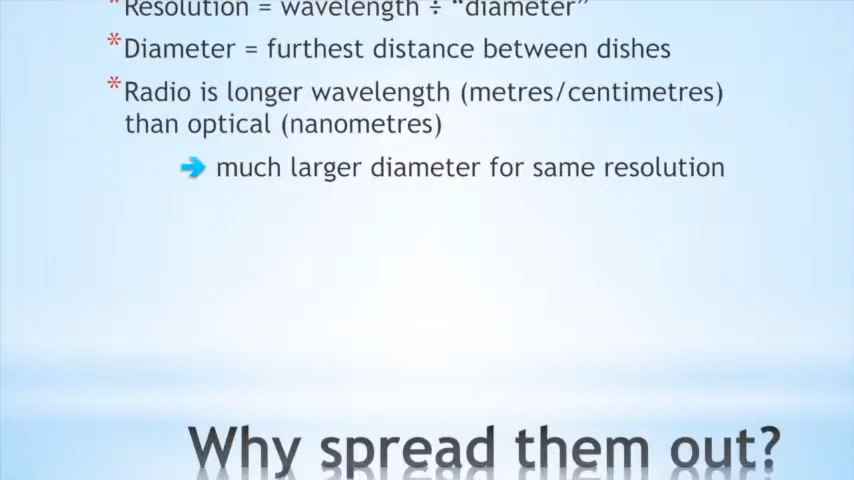 *Resolution = wavelength ÷ “diameter”
*Diameter = furthest distance between dishes
*Radio is longer wavelength (metres/centimetres)
than optical (nanometres)
➔ much larger diameter for same resolution
Why spread them out?